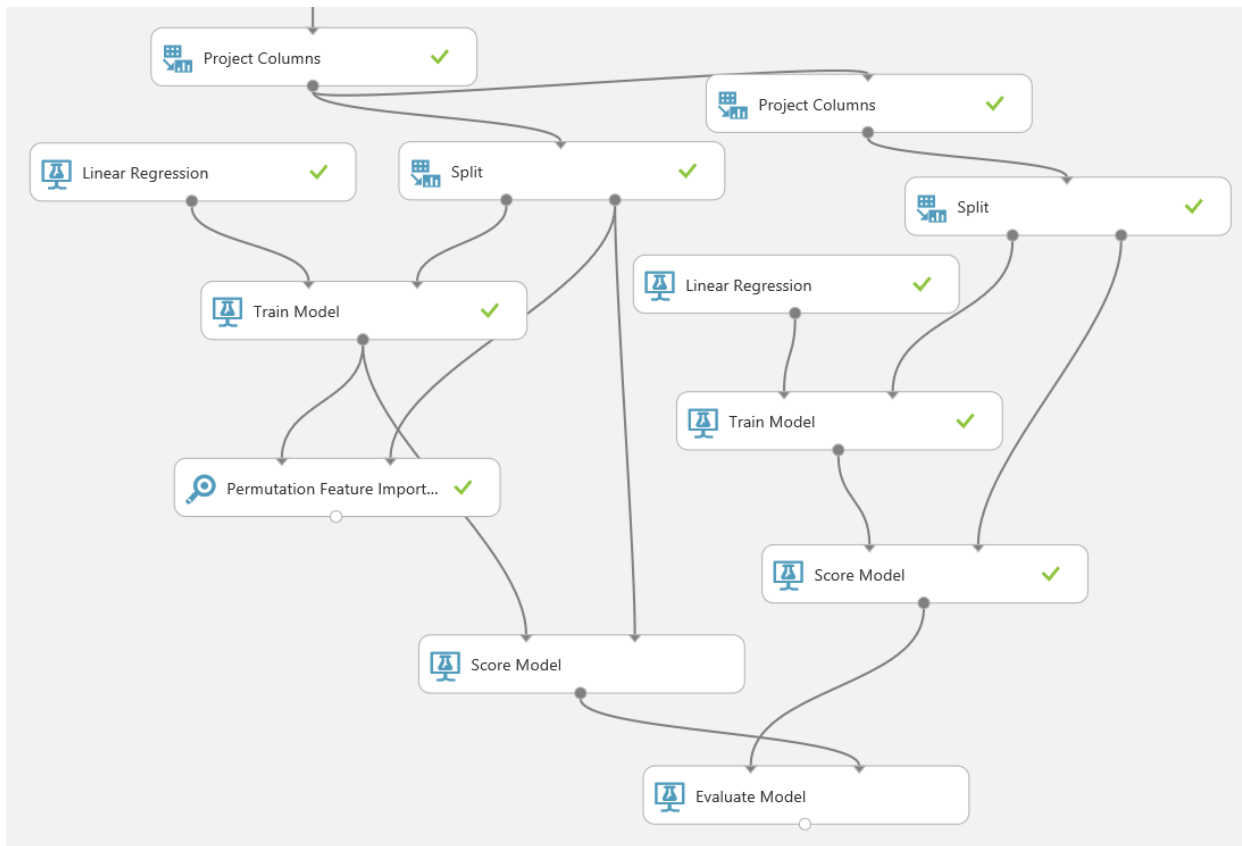 Project Columns
Project Columns
Linear Regression
Split
Split
Linear Regression
Train Model
Train Model
Permutation Feature Import...
Score Model
Score Model
Evaluate Model